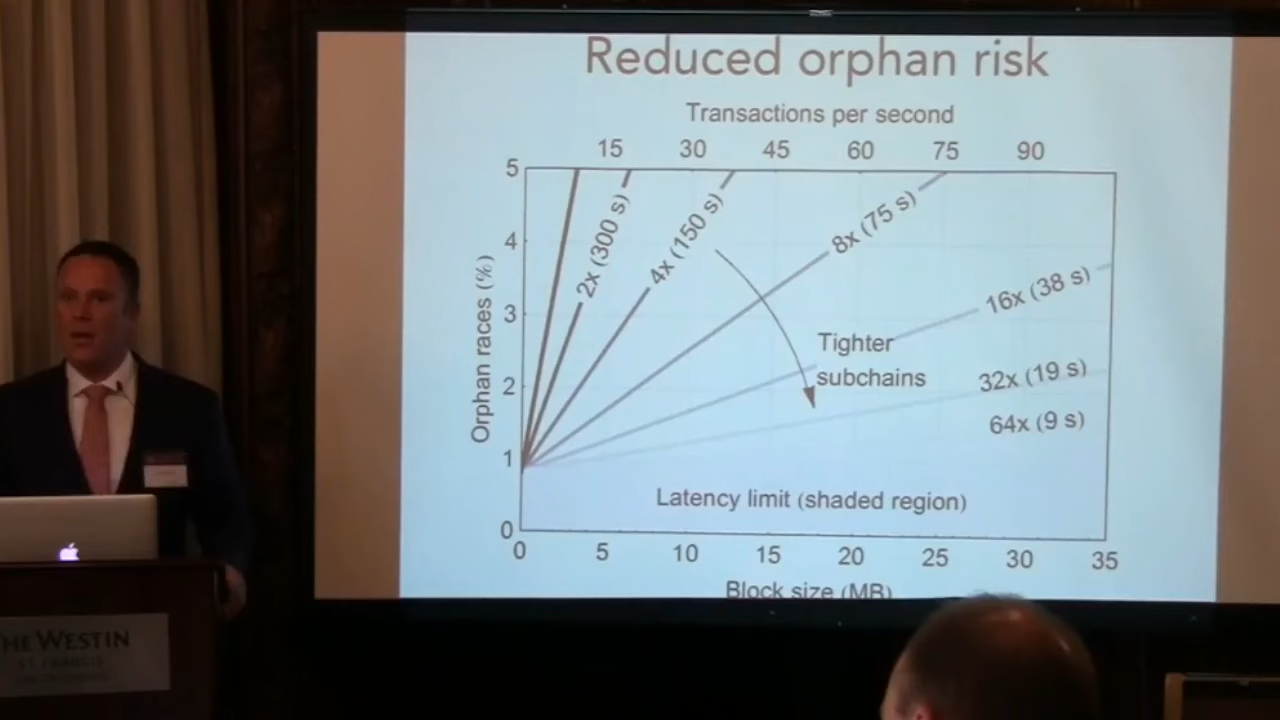 Reduced orphan risk
Transactions per second
15 30 45 60 75 90
5
4
3
2
1
0
Orphan races (%)
2x (300 s)
4x (150 s)
8x (75 s)
16x (38 s)
32x (19 s)
64x (9 s)
Tighter
subchains
Latency limit (shaded region)
0 5 10 15 20 25 30 35
Block size (MB)
THE WESTIN
ST. FRANCIS